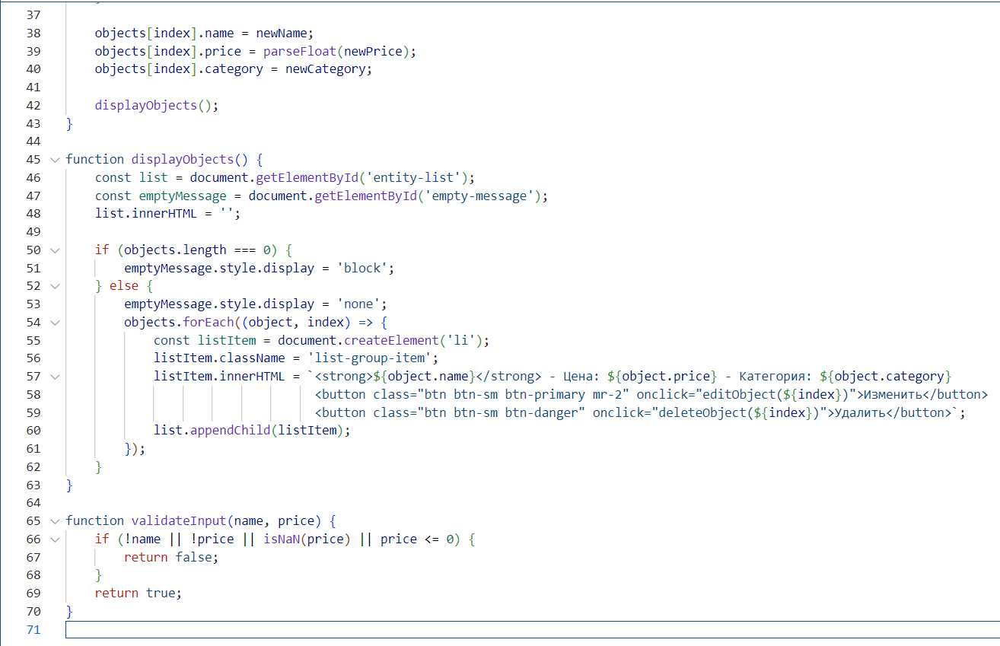 37
38 objects[index].name = newName;
39 objects[index].price = parseFloat(newPrice);
40 objects[index].category = newCategory;
41
42 displayObjects();
43 }
44
45 function displayObjects() {
46 const list = document.getElementById('entity-list');
47 const emptyMessage = document.getElementById('empty-message');
48 list.innerHTML = '';
49
50 if (objects.length === 0) {
51 emptyMessage.style.display = 'block';
52 } else {
53 emptyMessage.style.display = 'none';
54 objects.forEach((object, index) => {
55 const listItem = document.createElement('li');
56 listItem.className = 'list-group-item';
57 listItem.innerHTML = `<strong>${object.name}</strong> - Цена: ${object.price} - Категория: ${object.category}
58 <button class="btn btn-sm btn-primary mr-2" onclick="editObject(${index})">Изменить</button>
59 <button class="btn btn-sm btn-danger" onclick="deleteObject(${index})">Удалить</button>`;
60 list.appendChild(listItem);
61 });
62 }
63 }
64
65 function validateInput(name, price) {
66 if (!name || !price || isNaN(price) || price <= 0) {
67 return false;
68 }
69 return true;
70 }
71